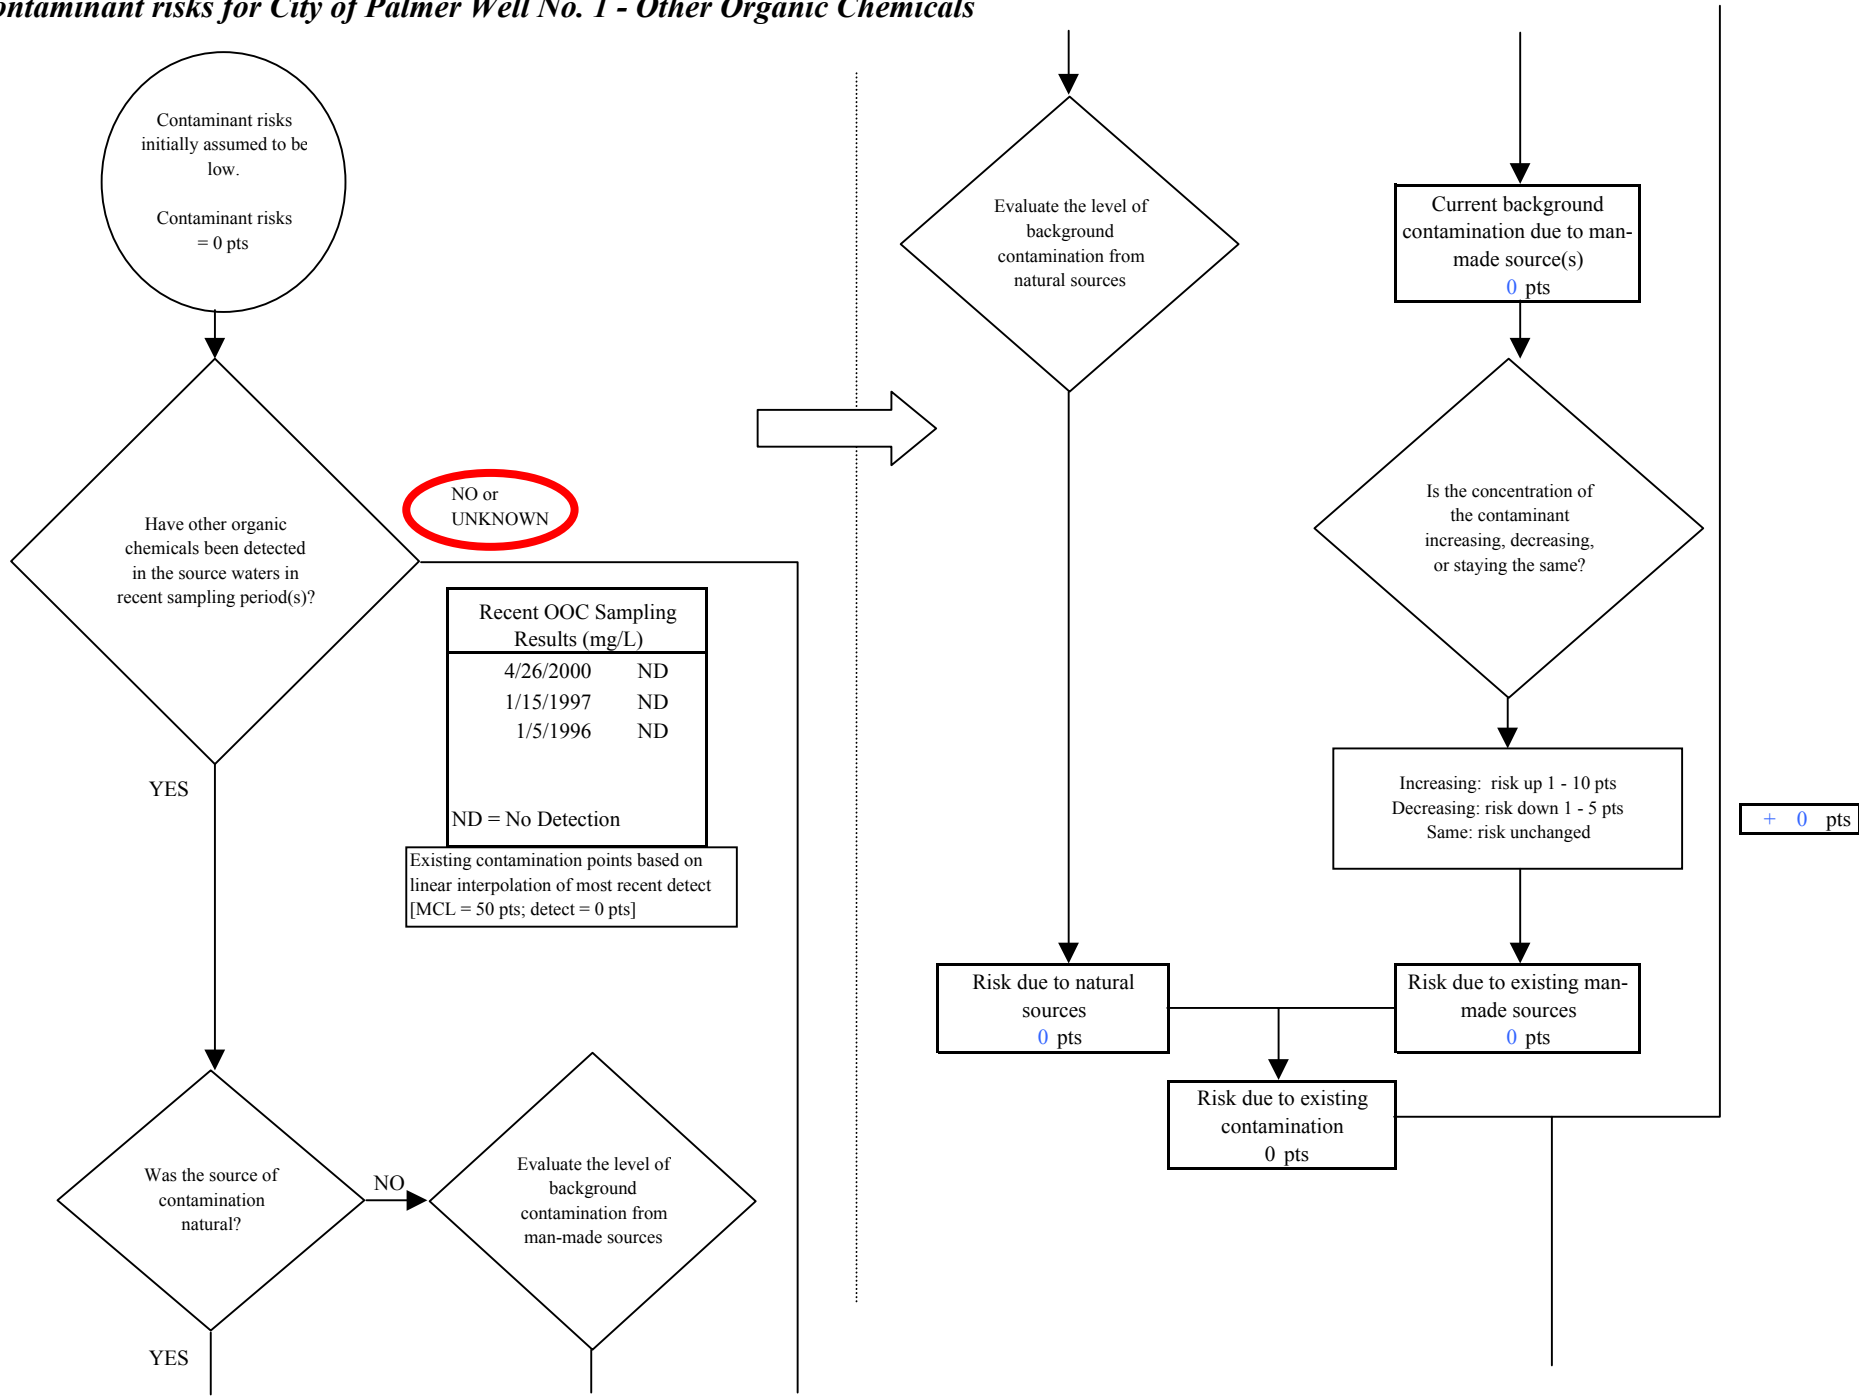 ontaminant risks for City of Palmer Well No. 1 - Other Organic Chemicals
Contaminant risks
initially assumed to be
low.
Contaminant risks
= 0 pts
Have other organic
chemicals been detected
in the source waters in
recent sampling period(s)?
NO or
UNKNOWN
YES
Recent OOC Sampling
Results (mg/L)
4/26/2000 ND
1/15/1997 ND
1/5/1996 ND
ND = No Detection
Existing contamination points based on
linear interpolation of most recent detect
[MCL = 50 pts; detect = 0 pts]
Was the source of
contamination
natural?
NO
YES
Evaluate the level of
background
contamination from
man-made sources
Evaluate the level of
background
contamination from
natural sources
Current background
contamination due to man-
made source(s)
0 pts
Is the concentration of
the contaminant
increasing, decreasing,
or staying the same?
Increasing: risk up 1 - 10 pts
Decreasing: risk down 1 - 5 pts
Same: risk unchanged
+ 0 pts
Risk due to natural
sources
0 pts
Risk due to existing man-
made sources
0 pts
Risk due to existing
contamination
0 pts